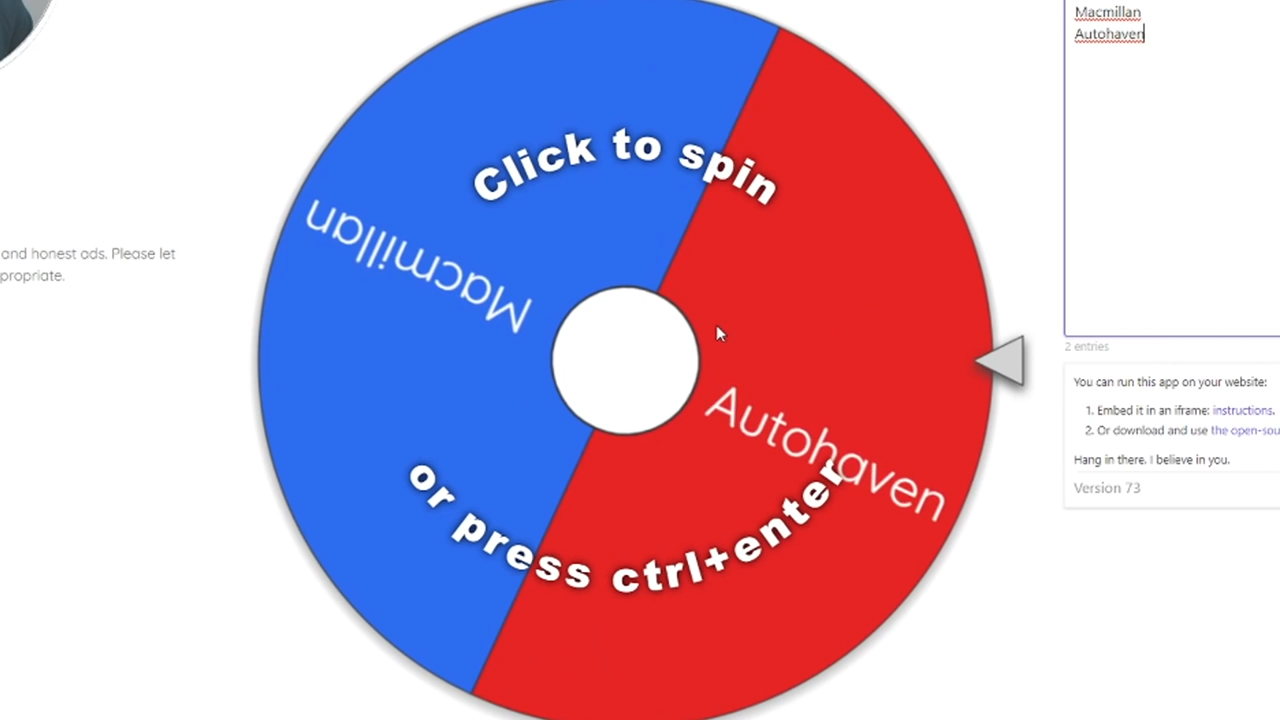 Macmillan
Autohaven
Click to spin
Macmillan
and honest ads. Please let
propriate.
Autohaven
or press ctrl+enter
2 entries
You can run this app on your website:
1. Embed it in an iframe: instructions.
2. Or download and use the open-sou
Hang in there. I believe in you.
Version 73